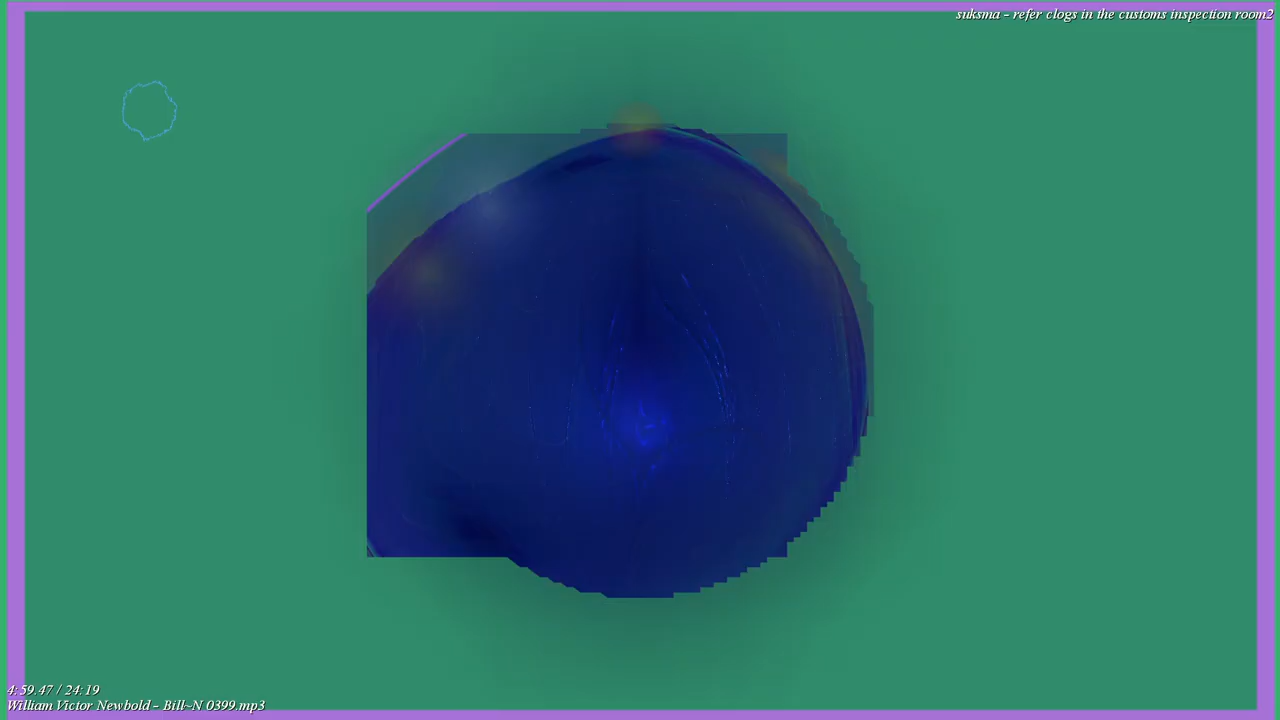 suksma - refer clogs in the customs inspection room2
4:59.47 / 24:19
William Victor Newbold - Bill~N 0399.mp3